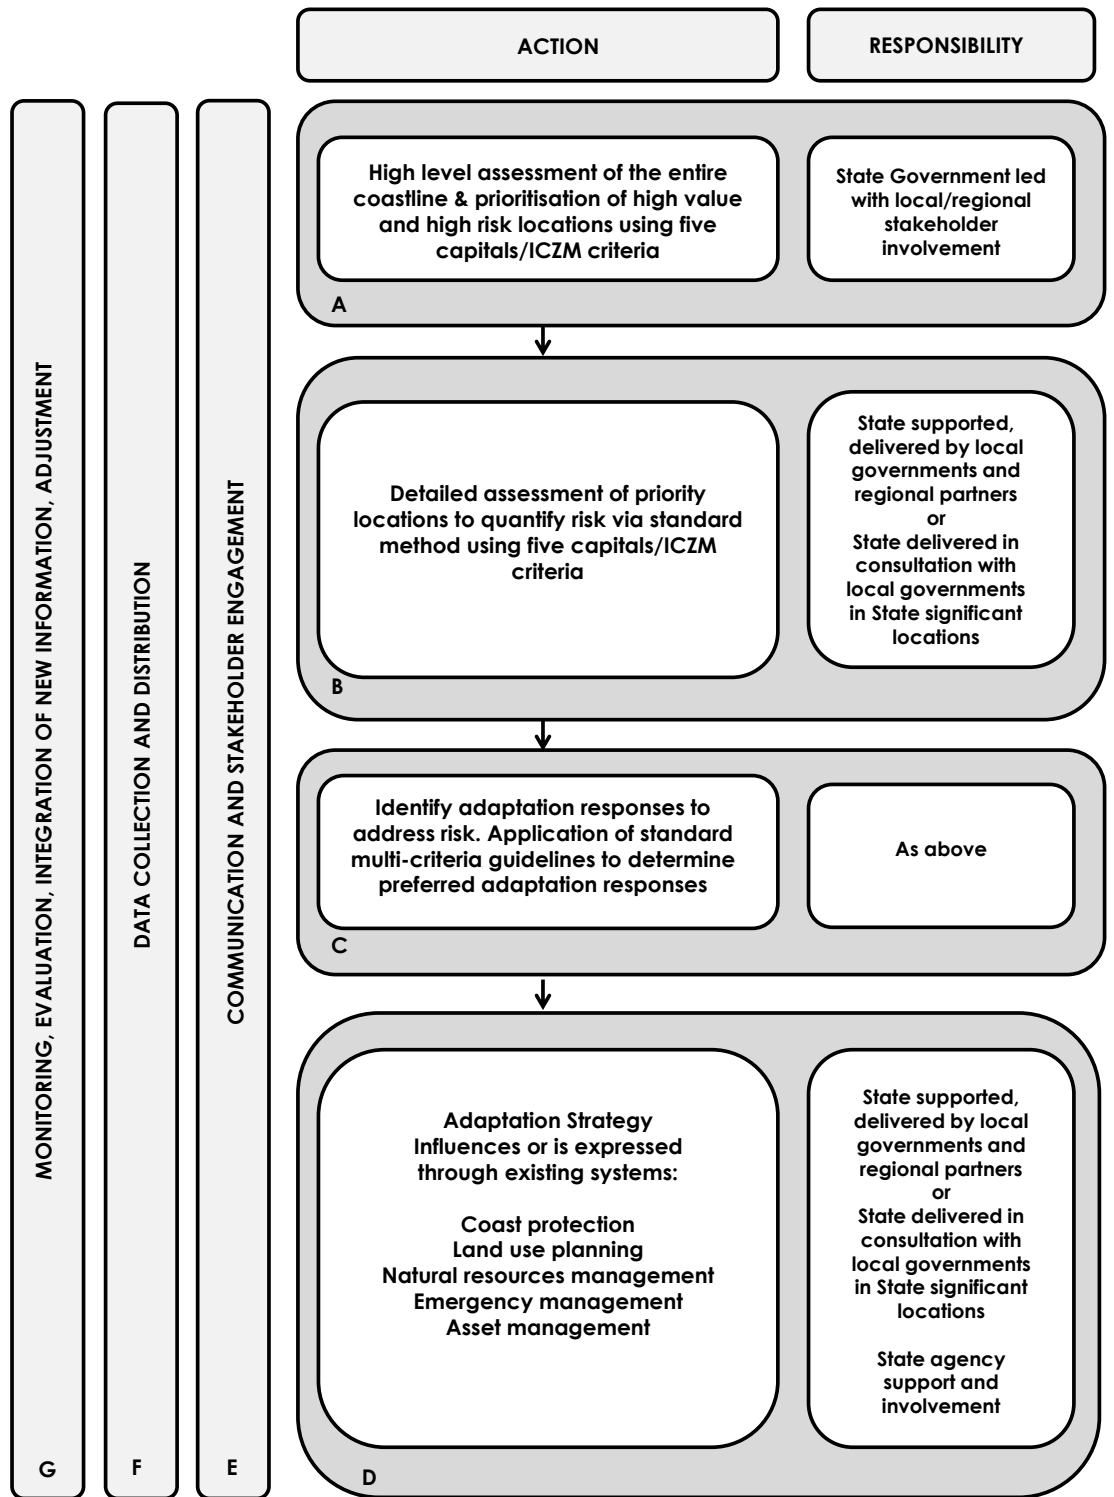 ACTION
RESPONSIBILITY
High level assessment of the entire
coastline & prioritisation of high value
and high risk locations using five
capitals/ICZM criteria
State Government led
with local/regional
stakeholder
involvement
A
Detailed assessment of priority
locations to quantify risk via standard
method using five capitals/ICZM
criteria
State supported,
delivered by local
governments and
regional partners
or
State delivered in
consultation with
local governments
in State significant
locations
B
Identify adaptation responses to
address risk. Application of standard
multi-criteria guidelines to determine
preferred adaptation responses
As above
C
Adaptation Strategy
Influences or is expressed
through existing systems:
Coast protection
Land use planning
Natural resources management
Emergency management
Asset management
State supported,
delivered by local
governments and
regional partners
or
State delivered in
consultation with
local governments
in State significant
locations
State agency
support and
involvement
D
MONITORING, EVALUATION, INTEGRATION OF NEW INFORMATION, ADJUSTMENT
G
DATA COLLECTION AND DISTRIBUTION
F
COMMUNICATION AND STAKEHOLDER ENGAGEMENT
E